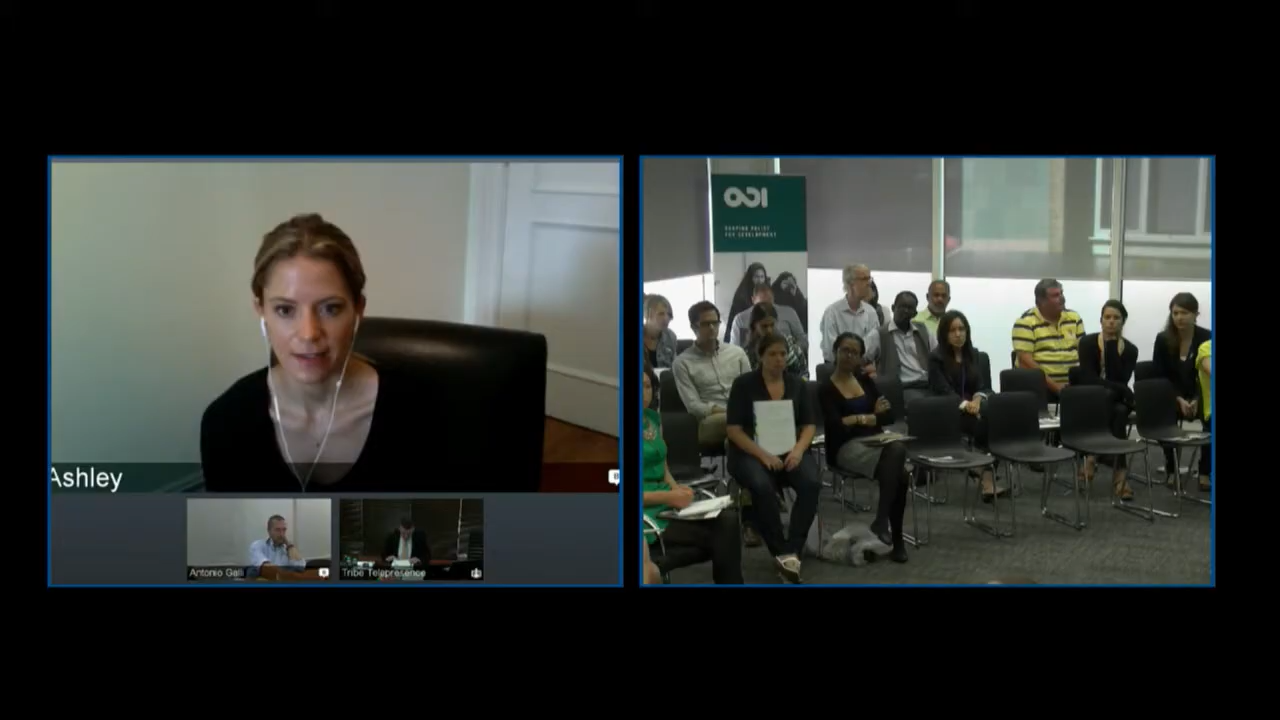 Ashley
Antonio Galli
Tribe Telepresence
ODI
SHAPING POLICY
FOR DEVELOPMENT